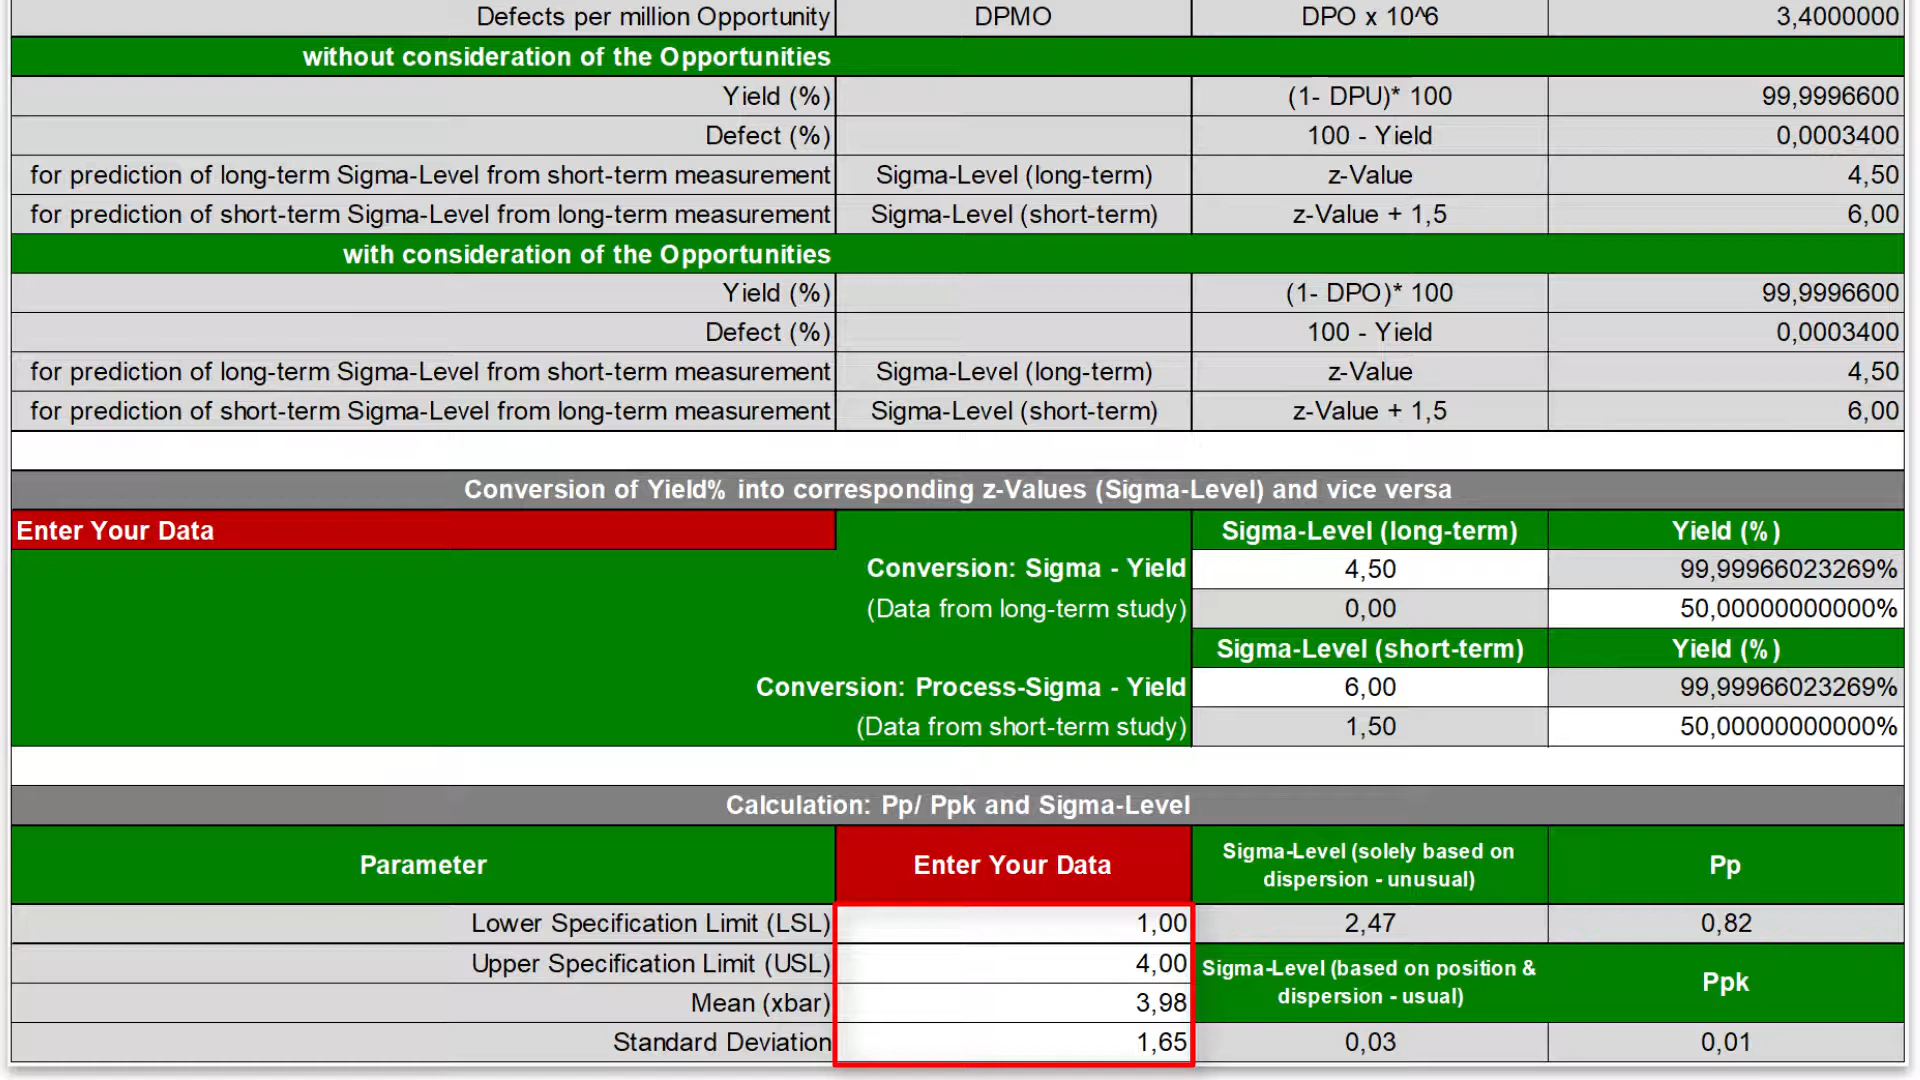 Defects per million Opportunity DPMO DPO x 10^6 3,4000000
without consideration of the Opportunities
Yield (%) (1- DPU)* 100 99,9996600
Defect (%) 100 - Yield 0,0003400
for prediction of long-term Sigma-Level from short-term measurement Sigma-Level (long-term) z-Value 4,50
for prediction of short-term Sigma-Level from long-term measurement Sigma-Level (short-term) z-Value + 1,5 6,00
with consideration of the Opportunities
Yield (%) (1- DPO)* 100 99,9996600
Defect (%) 100 - Yield 0,0003400
for prediction of long-term Sigma-Level from short-term measurement Sigma-Level (long-term) z-Value 4,50
for prediction of short-term Sigma-Level from long-term measurement Sigma-Level (short-term) z-Value + 1,5 6,00
Conversion of Yield% into corresponding z-Values (Sigma-Level) and vice versa
Enter Your Data Sigma-Level (long-term) Yield (%)
Conversion: Sigma - Yield 4,50 99,99966023269%
(Data from long-term study) 0,00 50,00000000000%
Sigma-Level (short-term) Yield (%)
Conversion: Process-Sigma - Yield 6,00 99,99966023269%
(Data from short-term study) 1,50 50,00000000000%
Calculation: Pp/ Ppk and Sigma-Level
Parameter Enter Your Data Sigma-Level (solely based on
dispersion - unusual) Pp
Lower Specification Limit (LSL) 1,00 2,47 0,82
Upper Specification Limit (USL) 4,00 Sigma-Level (based on position &
dispersion - usual) Ppk
Mean (xbar) 3,98
Standard Deviation 1,65 0,03 0,01